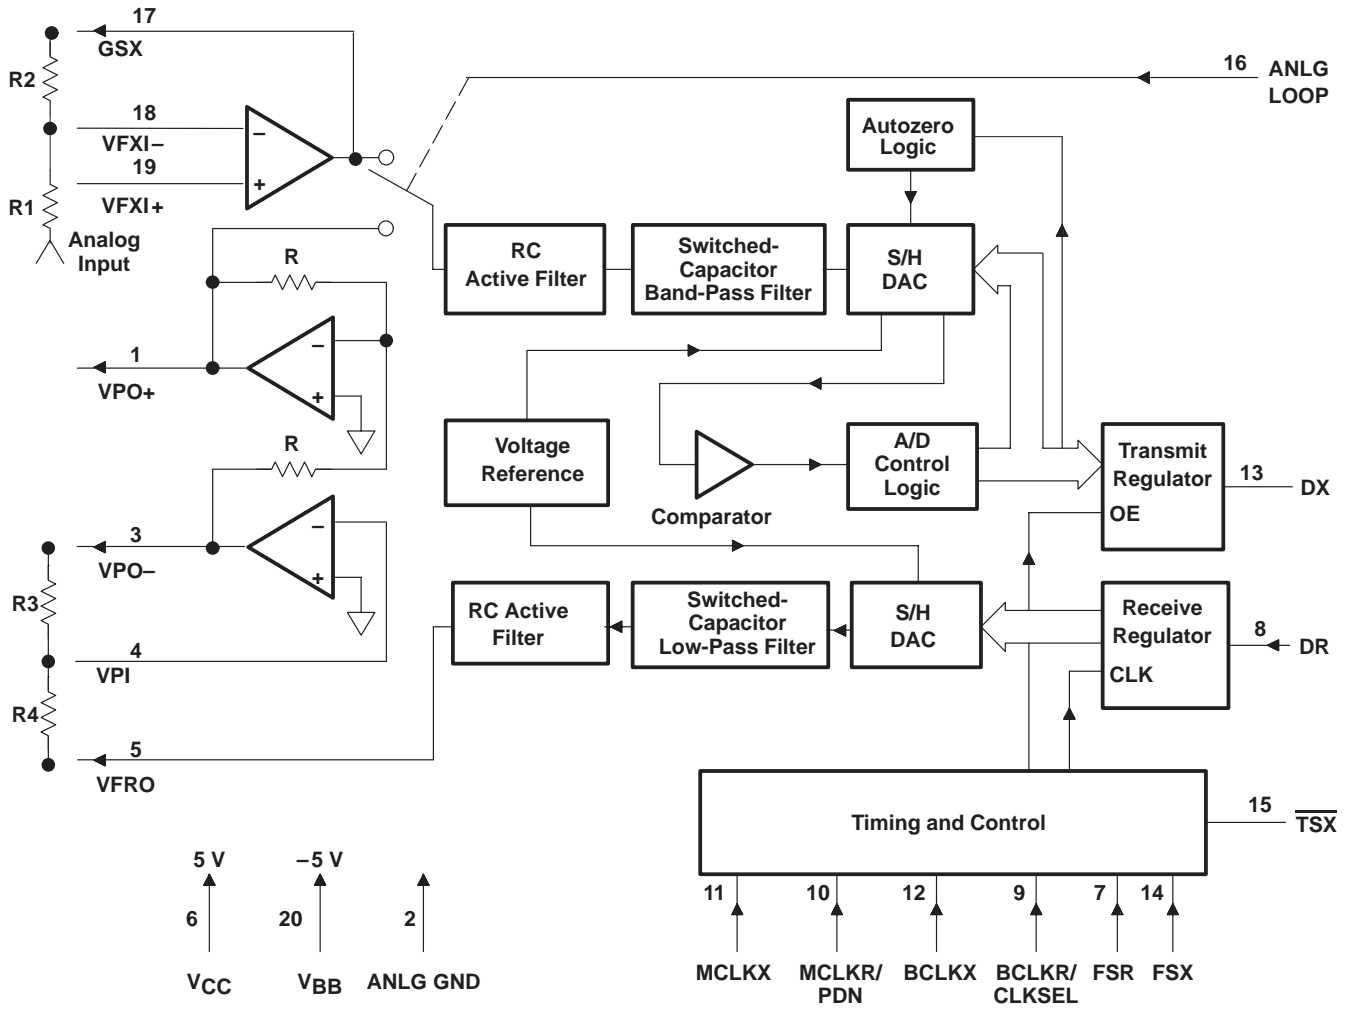 17
GSX
R2
18
VFXI–
19
VFXI+
R1
Analog
Input
16
ANLG
LOOP
Autozero
Logic
RC
Active Filter
Switched-
Capacitor
Band-Pass Filter
S/H
DAC
R
–
+
–
+
1
VPO+
R
Voltage
Reference
Comparator
A/D
Control
Logic
Transmit
Regulator
OE
13
DX
–
+
3
VPO–
R3
4
VPI
R4
5
VFRO
RC Active
Filter
Switched-
Capacitor
Low-Pass Filter
S/H
DAC
Receive
Regulator
CLK
8
DR
Timing and Control
15
TSX
5 V
–5 V
6
20
2
VCC
VBB
ANLG GND
11
10
12
9
7
14
MCLKX
MCLKR/
PDN
BCLKX
BCLKR/
CLKSEL
FSR
FSX